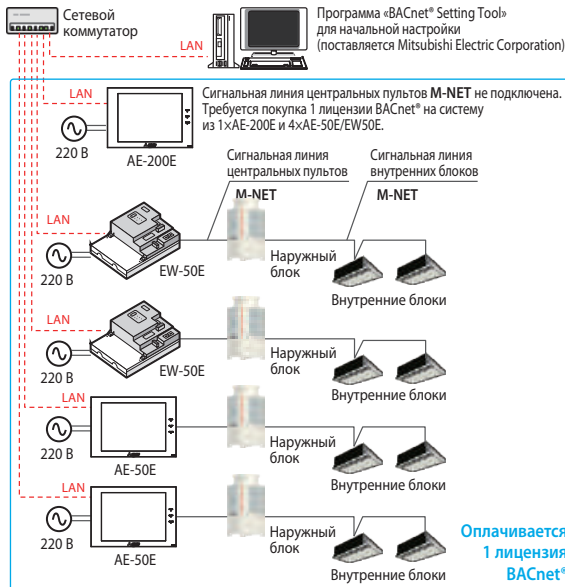 Сетевой
коммутатор
LAN
Программа «BACnet® Setting Tool»
для начальной настройки
(поставляется Mitsubishi Electric Corporation)
LAN
220 В
AE-200E
Сигнальная линия центральных пультов M-NET не подключена.
Требуется покупка 1 лицензии BACnet® на систему
из 1×AE-200E и 4×AE-50E/EW50E.
Сигнальная линия
центральных пультов
M-NET
Сигнальная линия
внутренних блоков
M-NET
LAN
220 В
EW-50E
Наружный
блок
Внутренние блоки
LAN
220 В
EW-50E
Наружный
блок
Внутренние блоки
LAN
220 В
AE-50E
Наружный
блок
Внутренние блоки
LAN
220 В
AE-50E
Наружный
блок
Внутренние блоки
Оплачивается
1 лицензия
BACnet®